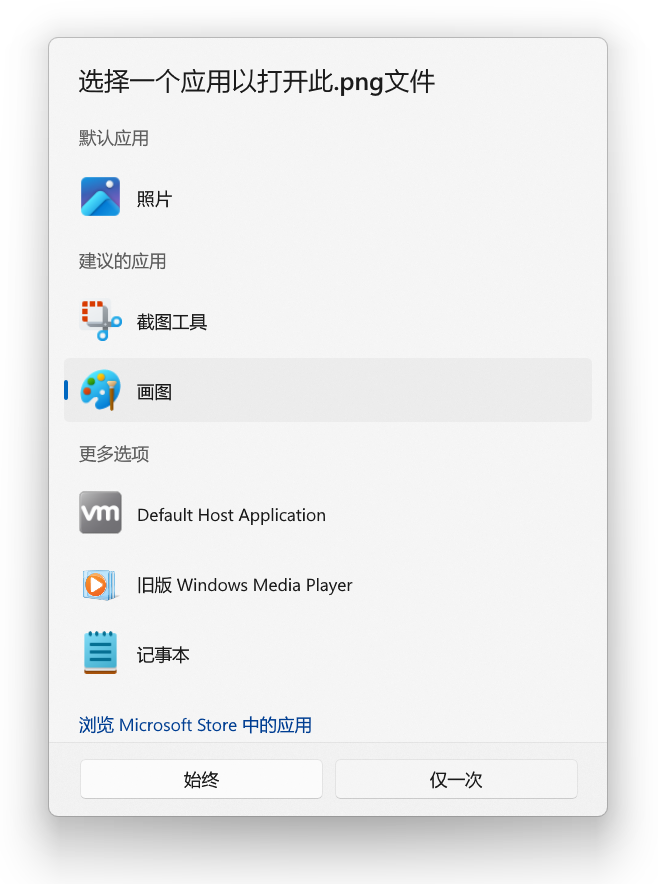 选择一个应用以打开此.png文件
默认应用
照片
建议的应用
截图工具
画图
更多选项
vm
Default Host Application
旧版 Windows Media Player
记事本
浏览 Microsoft Store 中的应用
始终
仅一次